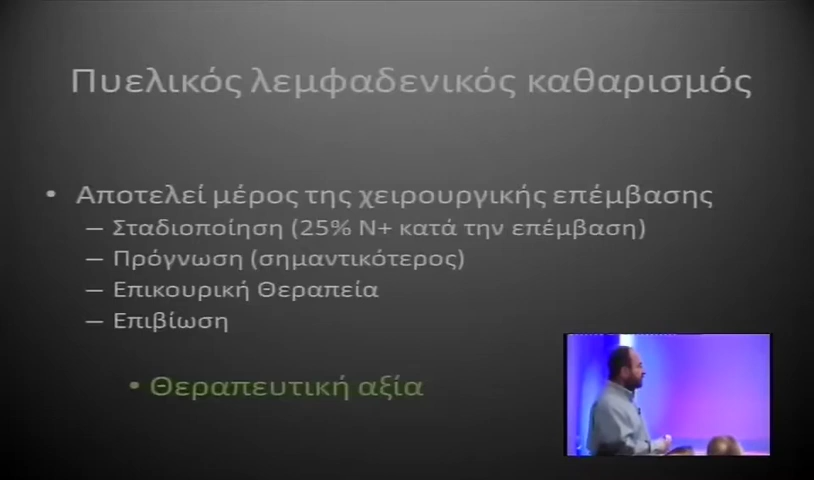 Πυελικός λεμφαδενικός καθαρισμός
• Αποτελεί μέρος της χειρουργικής επέμβασης
– Σταδιοποίηση (25% N+ κατά την επέμβαση)
– Πρόγνωση (σημαντικότερος)
– Επικουρική Θεραπεία
– Επιβίωση
• Θεραπευτική αξία